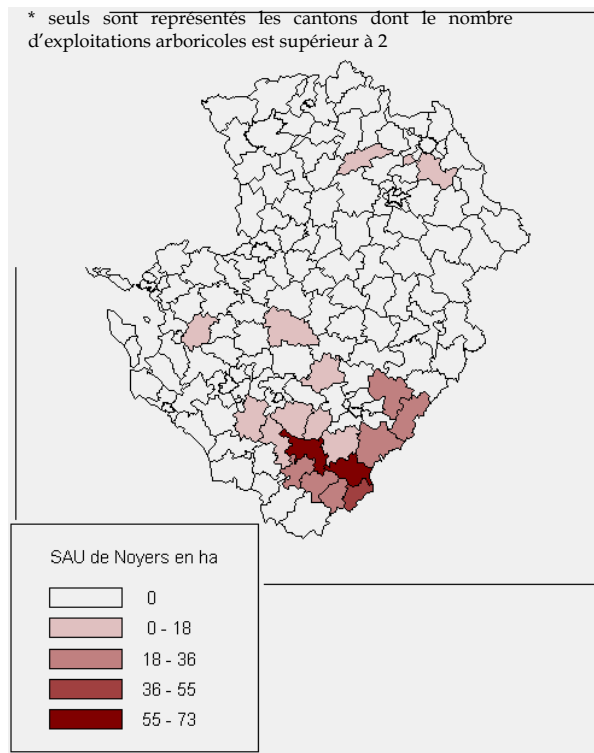 * seuls sont représentés les cantons dont le nombre
d'exploitations arboricoles est supérieur à 2
SAU de Noyers en ha
0
0 - 18
18 - 36
36 - 55
55 - 73